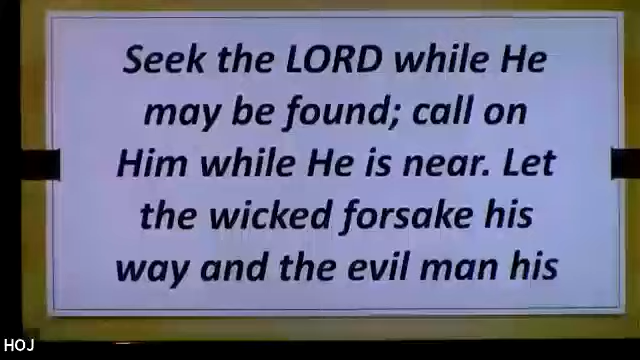 Seek the LORD while He
may be found; call on
Him while He is near. Let
the wicked forsake his
way and the evil man his
HOJ